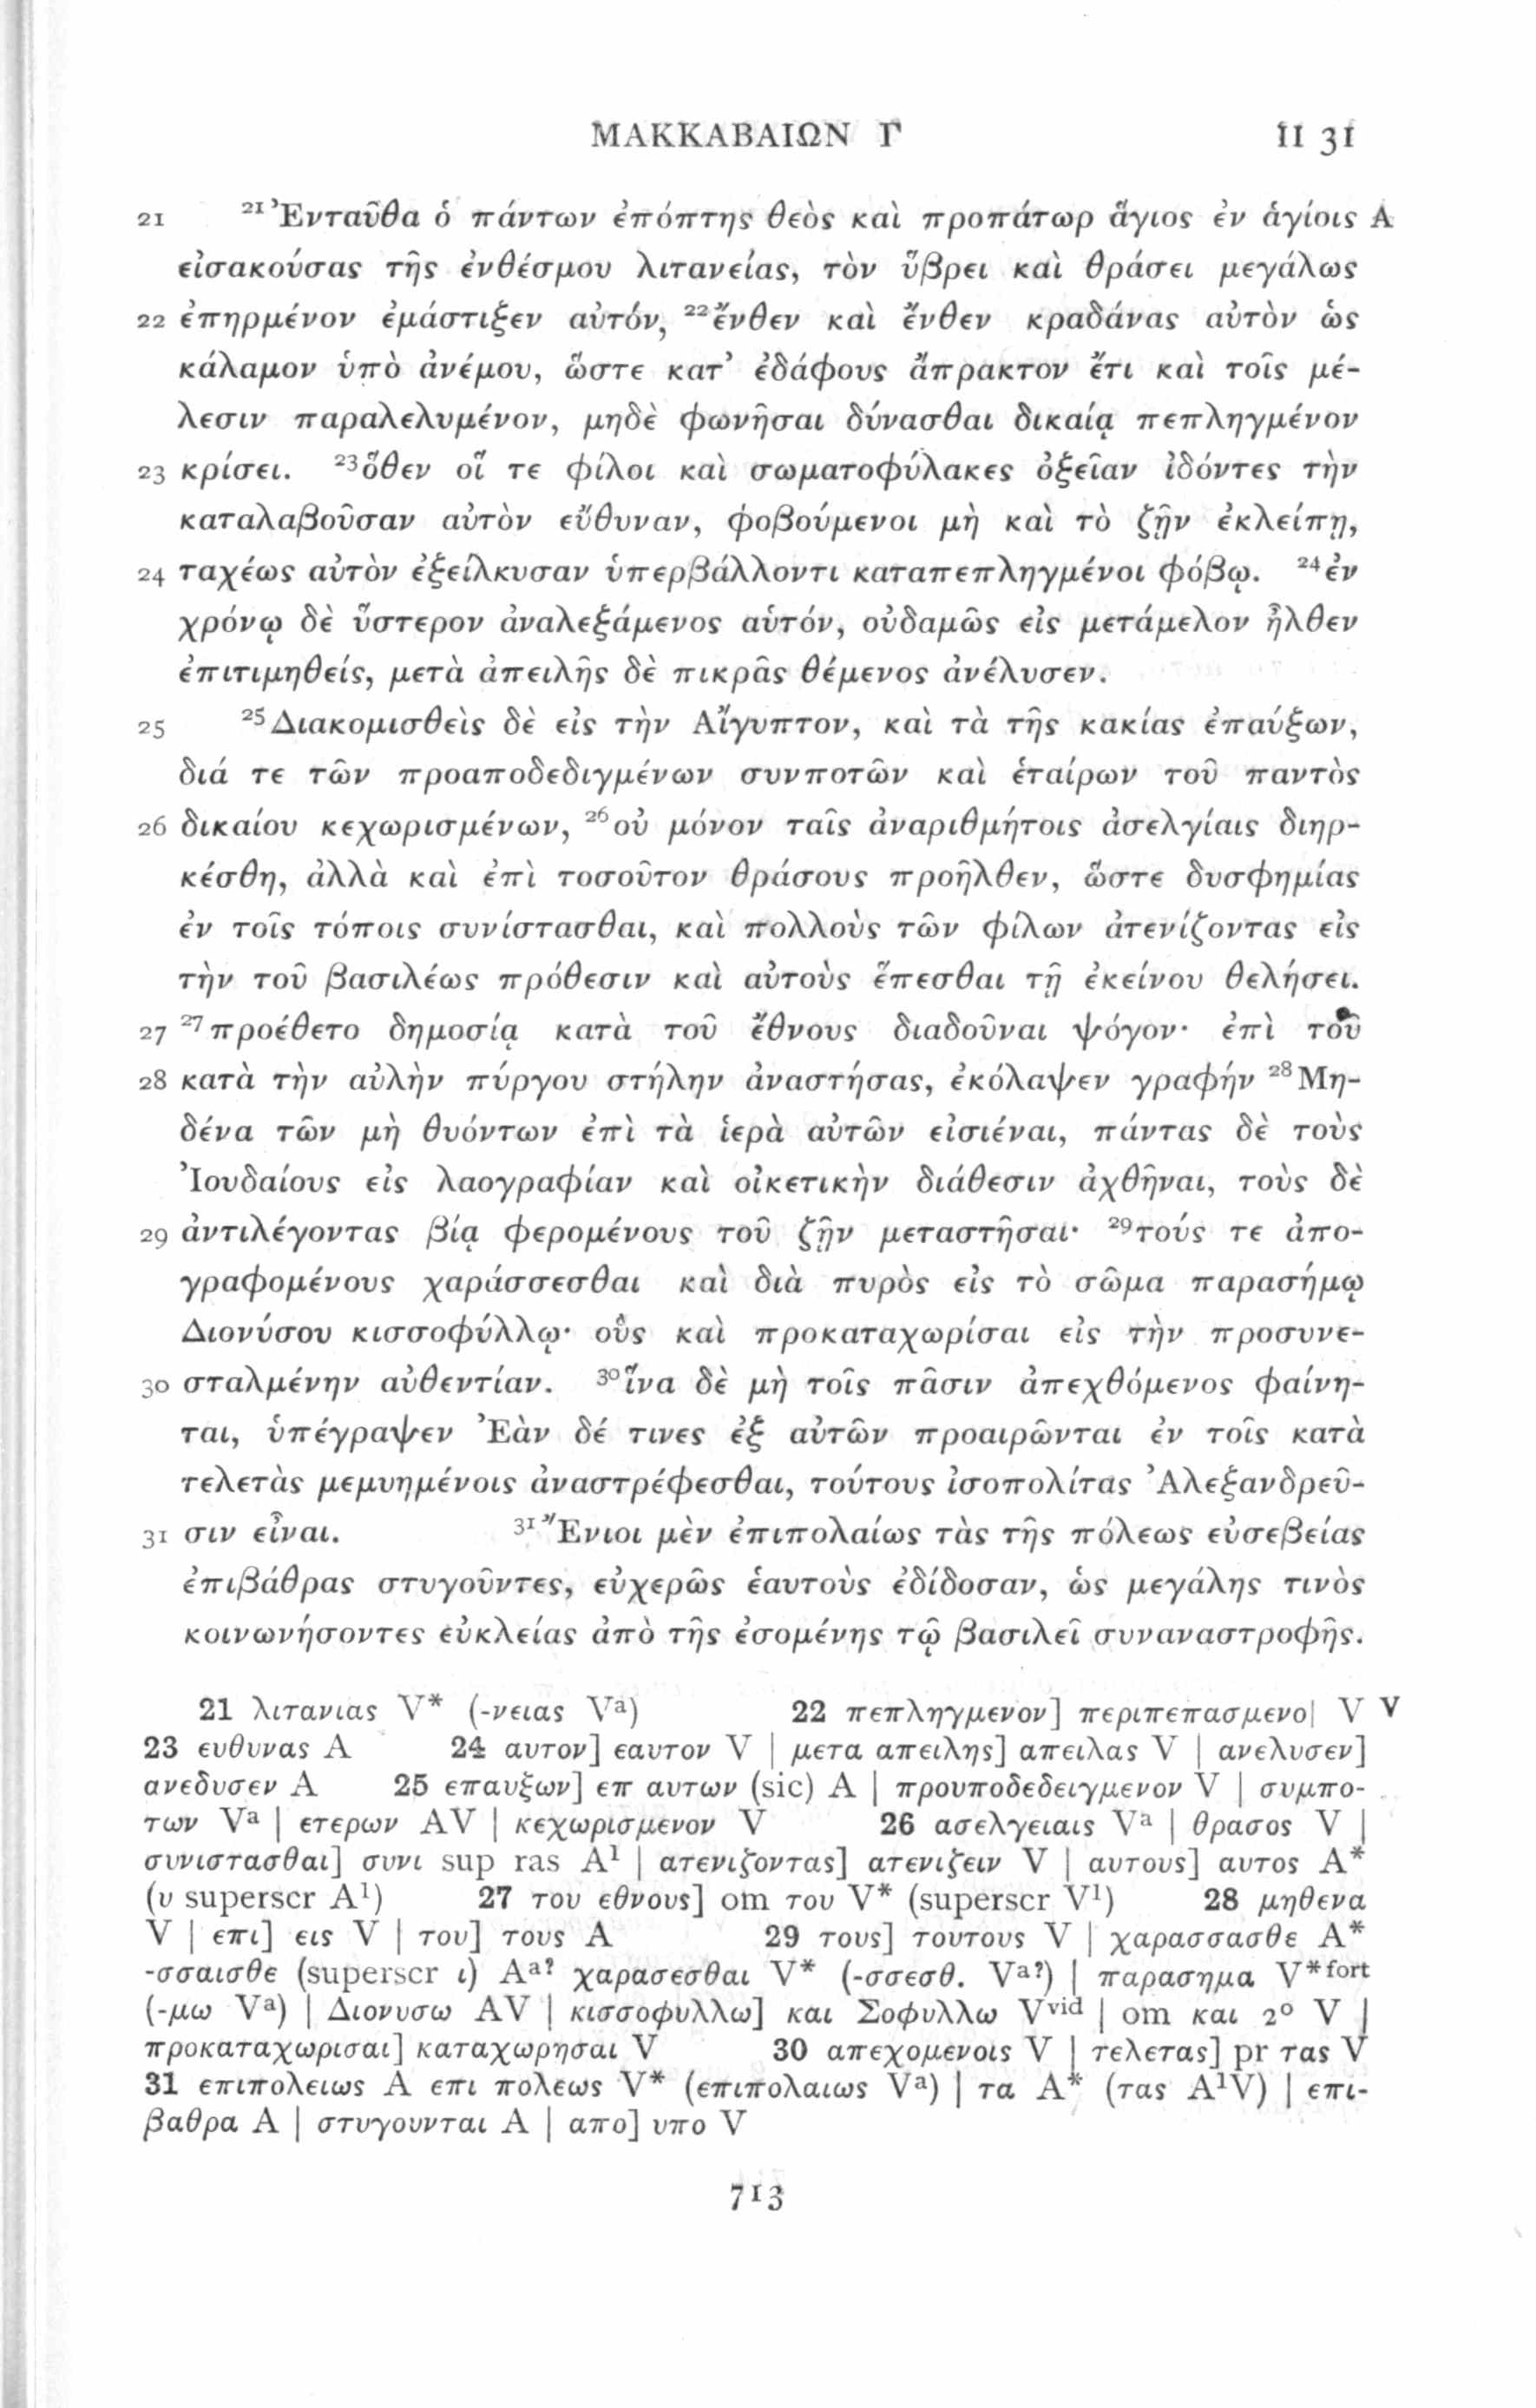 ΜΑΚΚΑΒΑΙΩΝ Γ II 31
21 ²¹Ἐνταῦθα ὁ πάντων ἐπόπτης θεὸς καὶ προπάτωρ ἅγιος ἐν ἁγίοις A
εἰσακούσας τῆς ἐνθέσμου λιτανείας, τὸν ὕβρει καὶ θράσει μεγάλως
22 ἐπηρμένον ἐμάστιξεν αὐτόν, ²²ἔνθεν καὶ ἔνθεν κραδάνας αὐτὸν ὡς
κάλαμον ὑπὸ ἀνέμου, ὥστε κατ’ ἐδάφους ἄπρακτον ἔτι καὶ τοῖς μέ-
λεσιν παραλελυμένον, μηδὲ φωνῆσαι δύνασθαι δικαίᾳ πεπληγμένον
23 κρίσει. ²³ὅθεν οἵ τε φίλοι καὶ σωματοφύλακες ὀξεῖαν ἰδόντες τὴν
καταλαβοῦσαν αὐτὸν εὔθυναν, φοβούμενοι μὴ καὶ τὸ ζῇν ἐκλείπῃ,
24 ταχέως αὐτὸν ἐξείλκυσαν ὑπερβάλλοντι καταπεπληγμένοι φόβῳ. ²⁴ἐν
χρόνῳ δὲ ὕστερον ἀναλεξάμενος αὑτόν, οὐδαμῶς εἰς μετάμελον ἦλθεν
ἐπιτιμηθείς, μετὰ ἀπειλῆς δὲ πικρᾶς θέμενος ἀνέλυσεν.
25 ²⁵Διακομισθεὶς δὲ εἰς τὴν Αἴγυπτον, καὶ τὰ τῆς κακίας ἐπαύξων,
διά τε τῶν προαποδεδιγμένων συνποτῶν καὶ ἑταίρων τοῦ παντὸς
26 δικαίου κεχωρισμένων, ²⁶οὐ μόνον ταῖς ἀναριθμήτοις ἀσελγίαις διηρ-
κέσθη, ἀλλὰ καὶ ἐπὶ τοσοῦτον θράσους προῆλθεν, ὥστε δυσφημίας
ἐν τοῖς τόποις συνίστασθαι, καὶ πολλοὺς τῶν φίλων ἀτενίζοντας εἰς
τὴν τοῦ βασιλέως πρόθεσιν καὶ αὐτοὺς ἕπεσθαι τῇ ἐκείνου θελήσει.
27 ²⁷προέθετο δημοσίᾳ κατὰ τοῦ ἔθνους διαδοῦναι ψόγον· ἐπὶ τοῦ
28 κατὰ τὴν αὐλὴν πύργου στήλην ἀναστήσας, ἐκόλαψεν γραφήν ²⁸Μη-
δένα τῶν μὴ θυόντων ἐπὶ τὰ ἱερὰ αὐτῶν εἰσιέναι, πάντας δὲ τοὺς
Ἰουδαίους εἰς λαογραφίαν καὶ οἰκετικὴν διάθεσιν ἀχθῆναι, τοὺς δὲ
29 ἀντιλέγοντας βίᾳ φερομένους τοῦ ζῇν μεταστῆσαι· ²⁹τούς τε ἀπο-
γραφομένους χαράσσεσθαι καὶ διὰ πυρὸς εἰς τὸ σῶμα παρασήμῳ
Διονύσου κισσοφύλλῳ· οὓς καὶ προκαταχωρίσαι εἰς τὴν προσυνε-
30 σταλμένην αὐθεντίαν. ³⁰ἵνα δὲ μὴ τοῖς πᾶσιν ἀπεχθόμενος φαίνη-
ται, ὑπέγραψεν Ἐὰν δέ τινες ἐξ αὐτῶν προαιρῶνται ἐν τοῖς κατὰ
τελετὰς μεμυημένοις ἀναστρέφεσθαι, τούτους ἰσοπολίτας Ἀλεξανδρεῦ-
31 σιν εἶναι. ³¹Ἔνιοι μὲν ἐπιπολαίως τὰς τῆς πόλεως εὐσεβείας
ἐπιβάθρας στυγοῦντες, εὐχερῶς ἑαυτοὺς ἐδίδοσαν, ὡς μεγάλης τινὸς
κοινωνήσοντες εὐκλείας ἀπὸ τῆς ἐσομένης τῷ βασιλεῖ συναναστροφῆς.
21 λιτανιας V* (-νειας Vᵃ) 22 πεπληγμενον] περιπεπασμενο| V V
23 ευθυνας A 24 αυτον] εαυτον V | μετα απειλης] απειλας V | ανελυσεν]
ανεδυσεν A 25 επαυξων] επ αυτων (sic) A | προυποδεδειγμενον V | συμπο-
των Vᵃ | ετερων AV | κεχωρισμενον V 26 ασελγειαις Vᵃ | θρασος V |
συνιστασθαι] συνι sup ras A¹ | ατενιζοντας] ατενιζειν V | αυτους] αυτος A*
(υ superscr A¹) 27 του εθνους] om του V* (superscr V¹) 28 μηθενα
V | επι] εις V | του] τους A 29 τους] τουτους V | χαρασσασθε A*
-σσαισθε (superscr ι) Aᵃ? χαρασεσθαι V* (-σσεσθ. Vᵃ?) | παρασημα V*fort
(-μω Vᵃ) | Διονυσω AV | κισσοφυλλω] και Σοφυλλω Vvid | om και 2⁰ V |
προκαταχωρισαι] καταχωρησαι V 30 απεχομενοις V | τελετας] pr τας V
31 επιπολειως A επι πολεως V* (επιπολαιως Vᵃ) | τα A* (τας A¹V) | επι-
βαθρα A | στυγουνται A | απο] υπο V
713